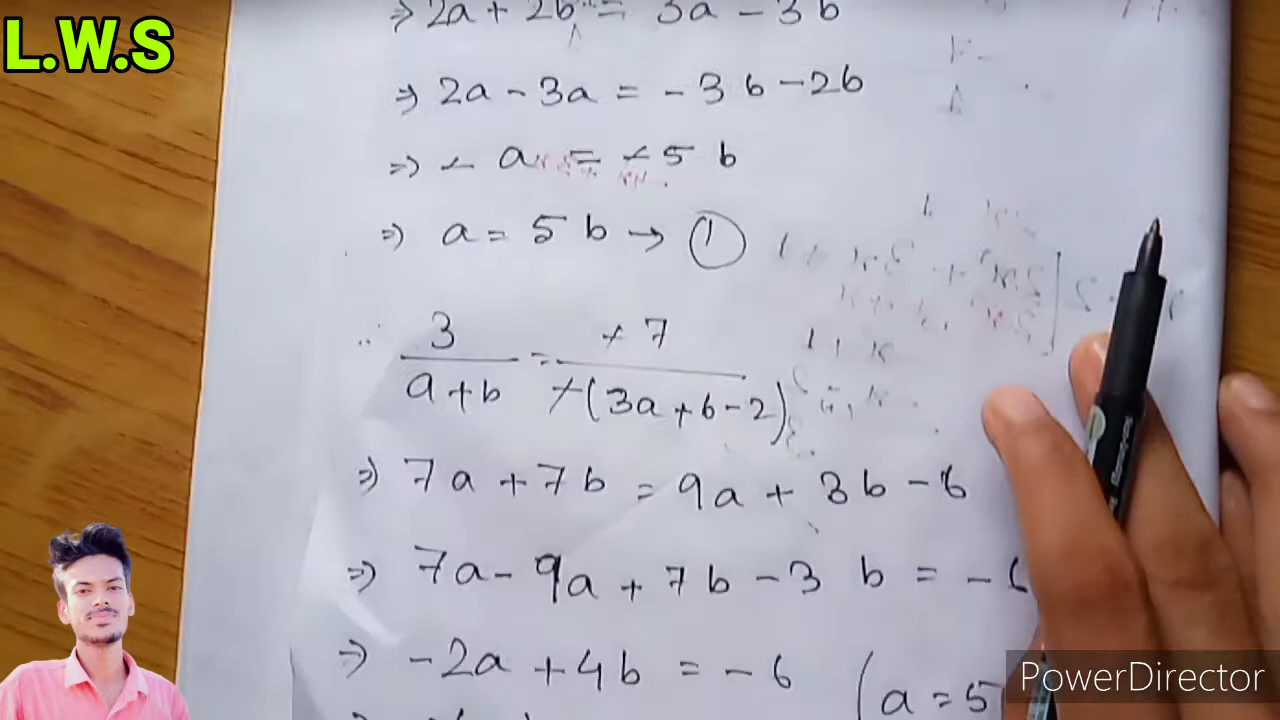 ⇒ 2a + 2b = 3a - 3b
L.W.S
⇒ 2a - 3a = -3b - 2b
⇒ - a = -5 b
⇒ a = 5 b → ①
∴ 3/(a+b) = +7/+(3a+b-2)
⇒ 7a + 7b = 9a + 3b - 6
⇒ 7a - 9a + 7b - 3 b = - 6
⇒ -2a + 4b = - 6 (a = 5
PowerDirector